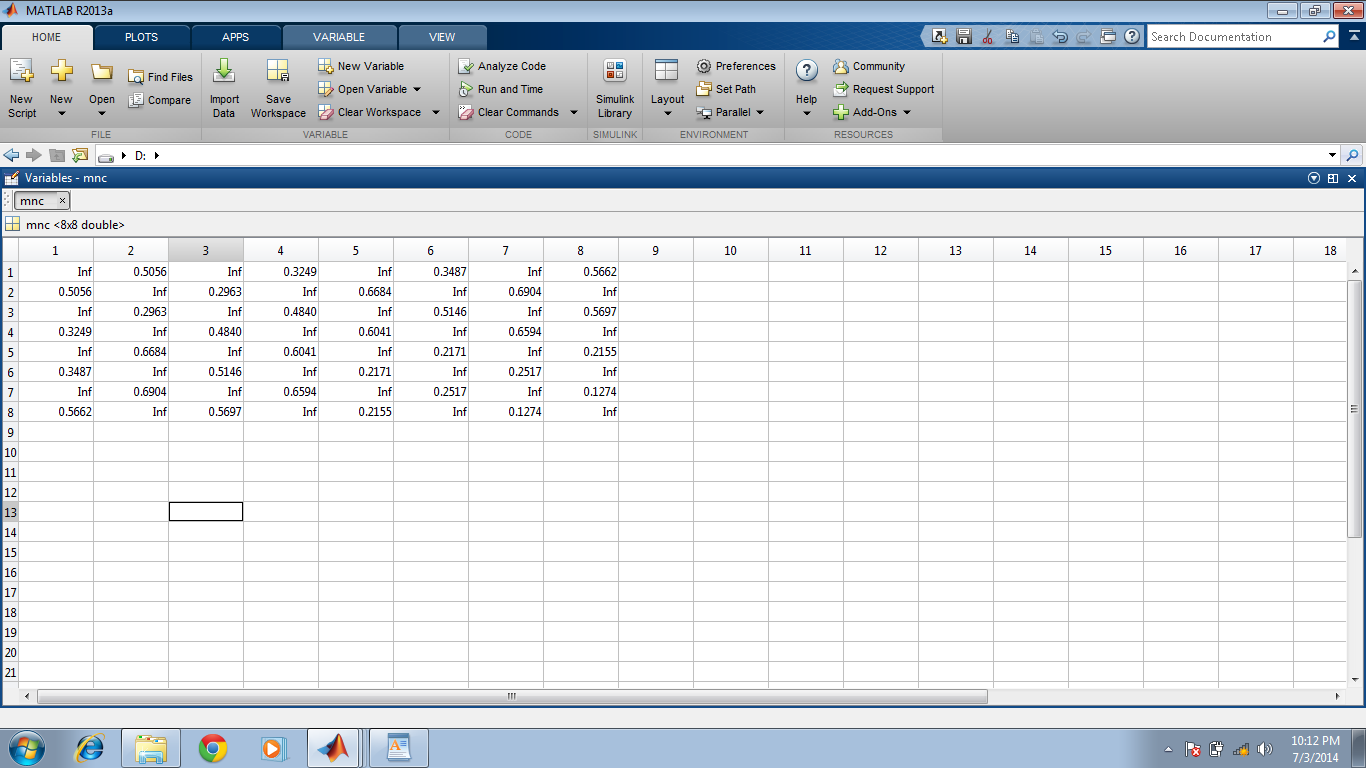 MATLAB R2013a
HOME PLOTS APPS VARIABLE VIEW
Search Documentation
New Script
New
Open
Find Files
Compare
FILE
Import Data
Save Workspace
New Variable
Open Variable
Clear Workspace
VARIABLE
Analyze Code
Run and Time
Clear Commands
CODE
Simulink Library
SIMULINK
Layout
Preferences
Set Path
Parallel
ENVIRONMENT
Help
Community
Request Support
Add-Ons
RESOURCES
D:
Variables - mnc
mnc
mnc <8x8 double>
1 2 3 4 5 6 7 8 9 10 11 12 13 14 15 16 17 18
1 Inf 0.5056 Inf 0.3249 Inf 0.3487 Inf 0.5662
2 0.5056 Inf 0.2963 Inf 0.6684 Inf 0.6904 Inf
3 Inf 0.2963 Inf 0.4840 Inf 0.5146 Inf 0.5697
4 0.3249 Inf 0.4840 Inf 0.6041 Inf 0.6594 Inf
5 Inf 0.6684 Inf 0.6041 Inf 0.2171 Inf 0.2155
6 0.3487 Inf 0.5146 Inf 0.2171 Inf 0.2517 Inf
7 Inf 0.6904 Inf 0.6594 Inf 0.2517 Inf 0.1274
8 0.5662 Inf 0.5697 Inf 0.2155 Inf 0.1274 Inf
9
10
11
12
13
14
15
16
17
18
19
20
21
10:12 PM
7/3/2014